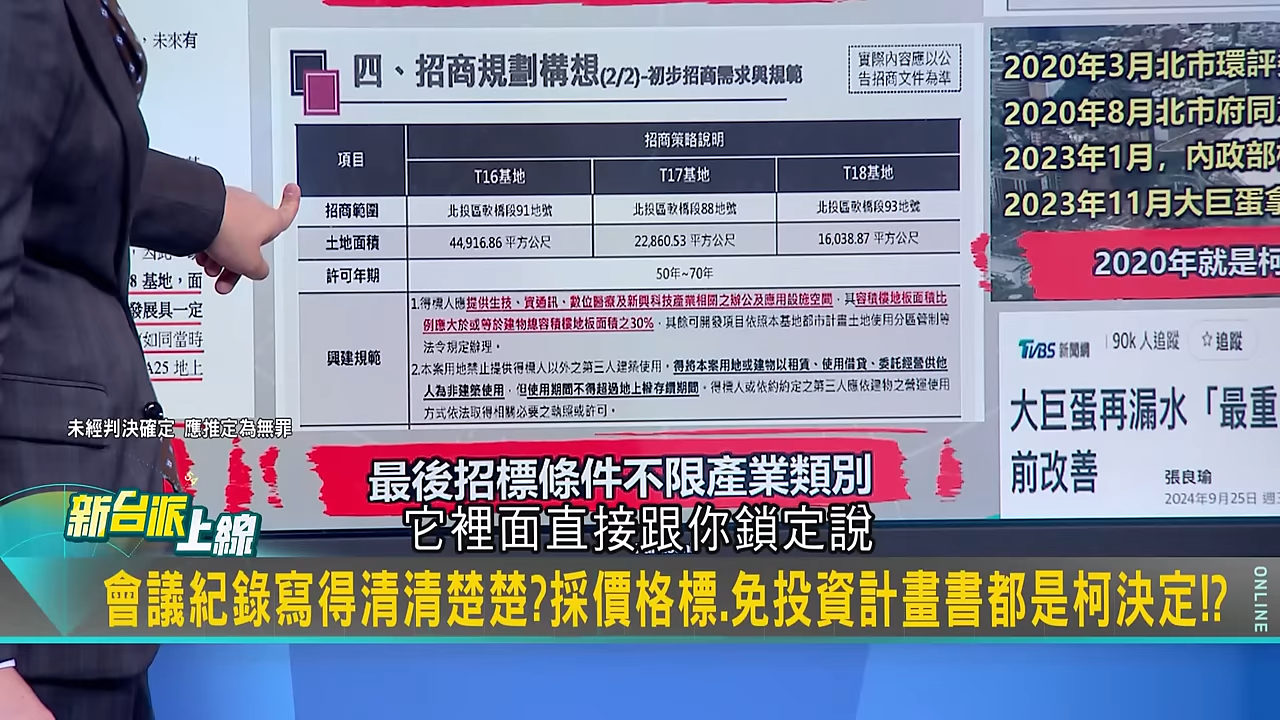 ，未來有
8 基地，面
發展具一定
如同當時
A25 地上
四、招商規劃構想(2/2)-初步招商需求與規範
實際內容應以公
告招商文件為準
項目
招商策略說明
T16基地
T17基地
T18基地
招商範圍
北投區軟橋段91地號
北投區軟橋段88地號
北投區軟橋段93地號
土地面積
44,916.86 平方公尺
22,860.53 平方公尺
16,038.87 平方公尺
許可年期
50年~70年
興建規範
1.得標人應提供生技、資通訊、數位醫療及新興科技產業相關之辦公及應用設施空間，其容積樓地板面積比
例應大於或等於建物總容積樓地板面積之30%，其餘可開發項目依照本基地都市計畫土地使用分區管制等
法令規定辦理。
2.本案用地禁止提供得標人以外之第三人建築使用，得將本案用地或建物以租賃、使用借貸、委託經營供他
人為非建築使用，但使用期間不得超過地上權存續期間，得標人或依約約定之第三人應依建物之營運使用
方式依法取得相關必要之執照或許可。
最後招標條件不限產業類別
2020年3月北市環評
2020年8月北市府同
2023年1月，內政部
2023年11月大巨蛋
2020年就是柯
TVBS 新聞網
90k 人追蹤
☆追蹤
大巨蛋再漏水「最重
前改善
張良瑜
2024年9月25日 週
未經判決確定 應推定為無罪
新台派
上線
它裡面直接跟你鎖定說
會議紀錄寫得清清楚楚?採價格標.免投資計畫書都是柯決定!?
ONLINE